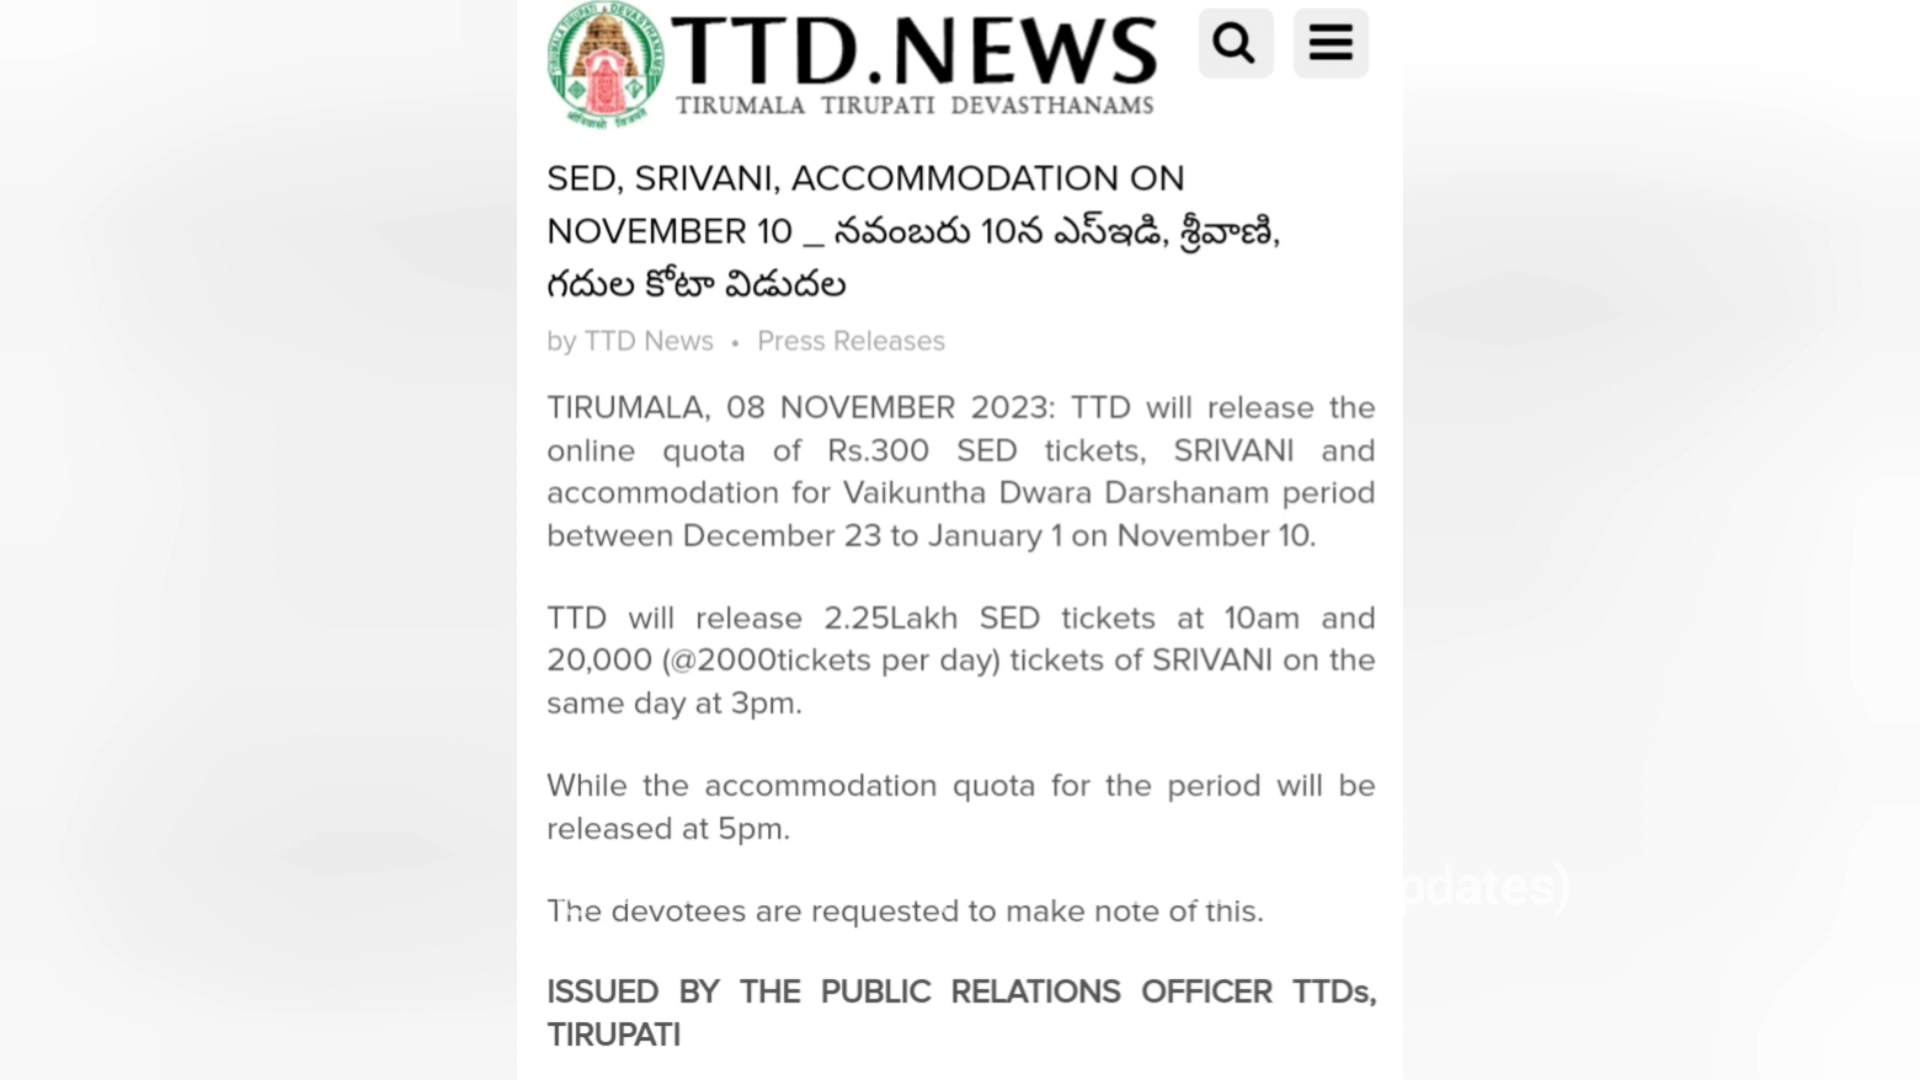 TTD.NEWS
TIRUMALA TIRUPATI DEVASTHANAMS
SED, SRIVANI, ACCOMMODATION ON
NOVEMBER 10 _ నవంబరు 10న ఎస్ఇడి, శ్రీవాణి,
గదుల కోటా విడుదల
by TTD News • Press Releases
TIRUMALA, 08 NOVEMBER 2023: TTD will release the
online quota of Rs.300 SED tickets, SRIVANI and
accommodation for Vaikuntha Dwara Darshanam period
between December 23 to January 1 on November 10.
TTD will release 2.25Lakh SED tickets at 10am and
20,000 (@2000tickets per day) tickets of SRIVANI on the
same day at 3pm.
While the accommodation quota for the period will be
released at 5pm.
The devotees are requested to make note of this.
ISSUED BY THE PUBLIC RELATIONS OFFICER TTDs,
TIRUPATI